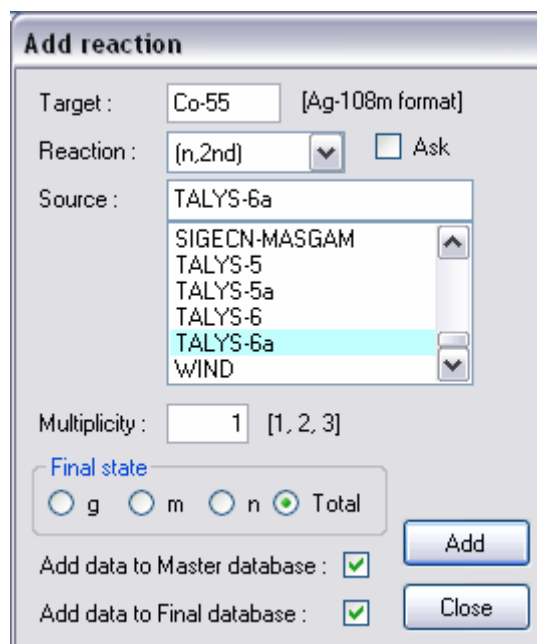 Add reaction
Target : Co-55 [Ag-108m format]
Reaction : (n,2nd) Ask
Source : TALYS-6a
SIGECN-MASGAM
TALYS-5
TALYS-5a
TALYS-6
TALYS-6a
WIND
Multiplicity : 1 [1, 2, 3]
Final state
g m n Total
Add data to Master database :
Add
Add data to Final database :
Close